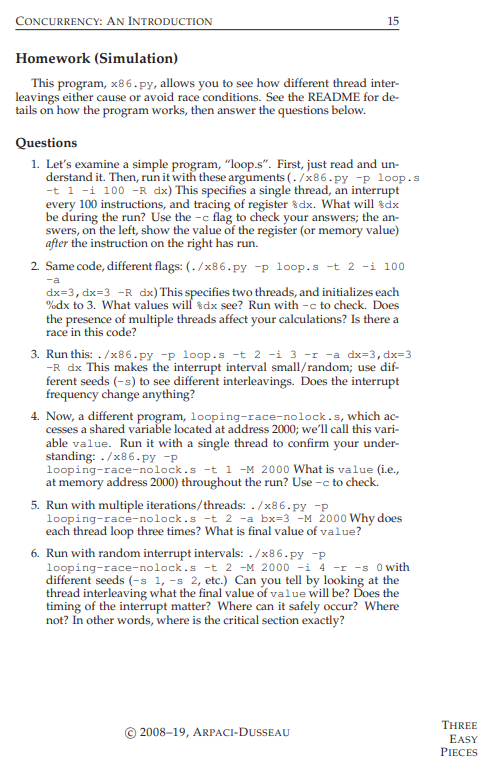 CONCURRENCY: AN INTRODUCTION 15
Homework (Simulation)
This program, x86.py, allows you to see how different thread inter-
leavings either cause or avoid race conditions. See the README for de-
tails on how the program works, then answer the questions below.
Questions
1. Let's examine a simple program, "loop.s". First, just read and un-
derstand it. Then, run it with these arguments (./x86.py -p loop.s
-t 1 -i 100 -R dx) This specifies a single thread, an interrupt
every 100 instructions, and tracing of register %dx. What will %dx
be during the run? Use the -c flag to check your answers; the an-
swers, on the left, show the value of the register (or memory value)
after the instruction on the right has run.
2. Same code, different flags: (./x86.py -p loop.s -t 2 -i 100
-a
dx=3,dx=3 -R dx) This specifies two threads, and initializes each
%dx to 3. What values will %dx see? Run with -c to check. Does
the presence of multiple threads affect your calculations? Is there a
race in this code?
3. Run this: ./x86.py -p loop.s -t 2 -i 3 -r -a dx=3,dx=3
-R dx This makes the interrupt interval small/random; use dif-
ferent seeds (-s) to see different interleavings. Does the interrupt
frequency change anything?
4. Now, a different program, looping-race-nolock.s, which ac-
cesses a shared variable located at address 2000; we'll call this vari-
able value. Run it with a single thread to confirm your under-
standing: ./x86.py -p
looping-race-nolock.s -t 1 -M 2000 What is value (i.e.,
at memory address 2000) throughout the run? Use -c to check.
5. Run with multiple iterations/threads: ./x86.py -p
looping-race-nolock.s -t 2 -a bx=3 -M 2000 Why does
each thread loop three times? What is final value of value?
6. Run with random interrupt intervals: ./x86.py -p
looping-race-nolock.s -t 2 -M 2000 -i 4 -r -s 0 with
different seeds (-s 1, -s 2, etc.) Can you tell by looking at the
thread interleaving what the final value of value will be? Does the
timing of the interrupt matter? Where can it safely occur? Where
not? In other words, where is the critical section exactly?
© 2008–19, ARPACI-DUSSEAU
THREE
EASY
PIECES